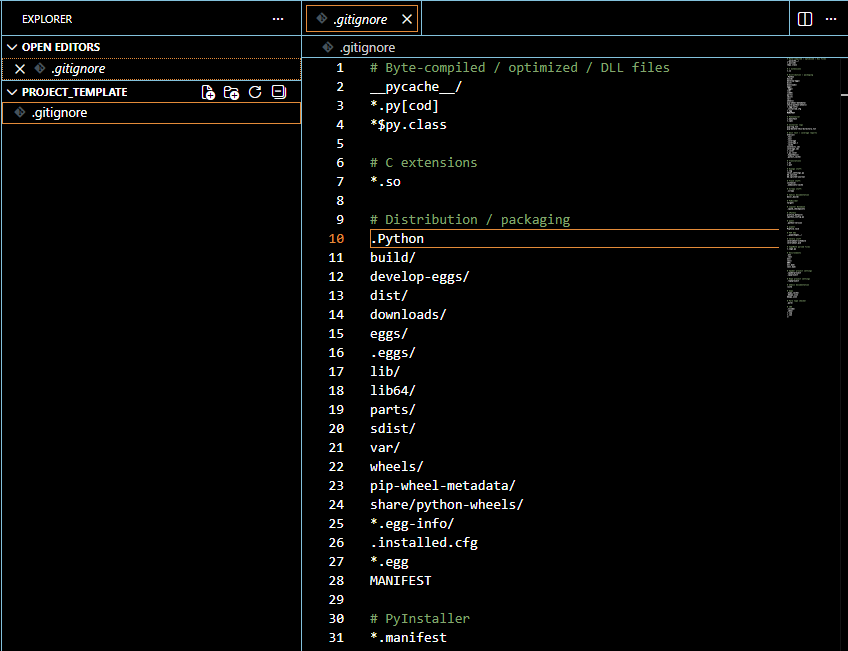 EXPLORER
OPEN EDITORS
.gitignore
PROJECT_TEMPLATE
.gitignore
.gitignore
.gitignore
1 # Byte-compiled / optimized / DLL files
2 __pycache__/
3 *.py[cod]
4 *$py.class
5
6 # C extensions
7 *.so
8
9 # Distribution / packaging
10 .Python
11 build/
12 develop-eggs/
13 dist/
14 downloads/
15 eggs/
16 .eggs/
17 lib/
18 lib64/
19 parts/
20 sdist/
21 var/
22 wheels/
23 pip-wheel-metadata/
24 share/python-wheels/
25 *.egg-info/
26 .installed.cfg
27 *.egg
28 MANIFEST
29
30 # PyInstaller
31 *.manifest